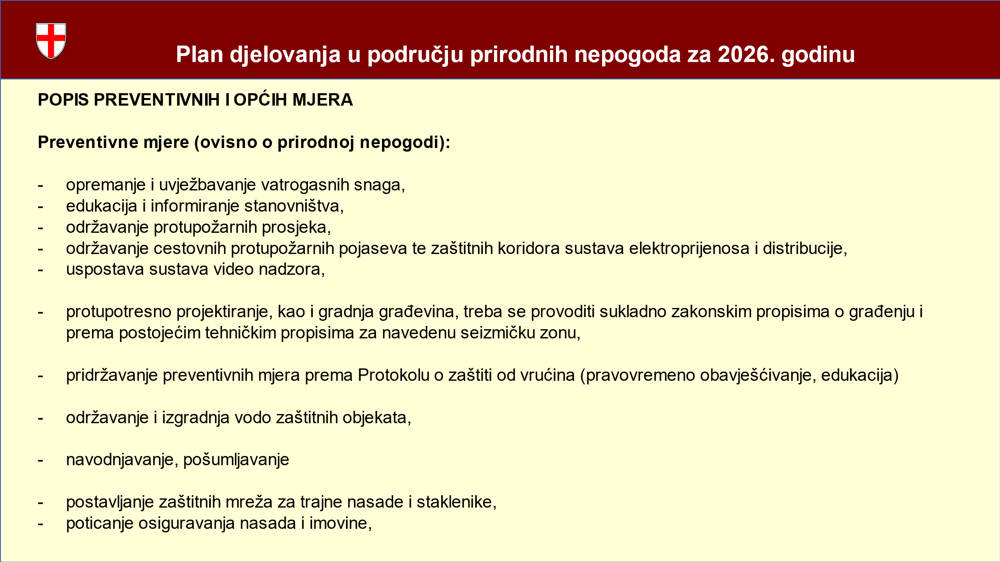 Plan djelovanja u području prirodnih nepogoda za 2026. godinu
POPIS PREVENTIVNIH I OPĆIH MJERA
Preventivne mjere (ovisno o prirodnoj nepogodi):
- opremanje i uvježbavanje vatrogasnih snaga,
- edukacija i informiranje stanovništva,
- održavanje protupožarnih prosjeka,
- održavanje cestovnih protupožarnih pojaseva te zaštitnih koridora sustava elektroprijenosa i distribucije,
- uspostava sustava video nadzora,
- protupotresno projektiranje, kao i gradnja građevina, treba se provoditi sukladno zakonskim propisima o građenju i
prema postojećim tehničkim propisima za navedenu seizmičku zonu,
- pridržavanje preventivnih mjera prema Protokolu o zaštiti od vrućina (pravovremeno obavješćivanje, edukacija)
- održavanje i izgradnja vodo zaštitnih objekata,
- navodnjavanje, pošumljavanje
- postavljanje zaštitnih mreža za trajne nasade i staklenike,
- poticanje osiguravanja nasada i imovine,